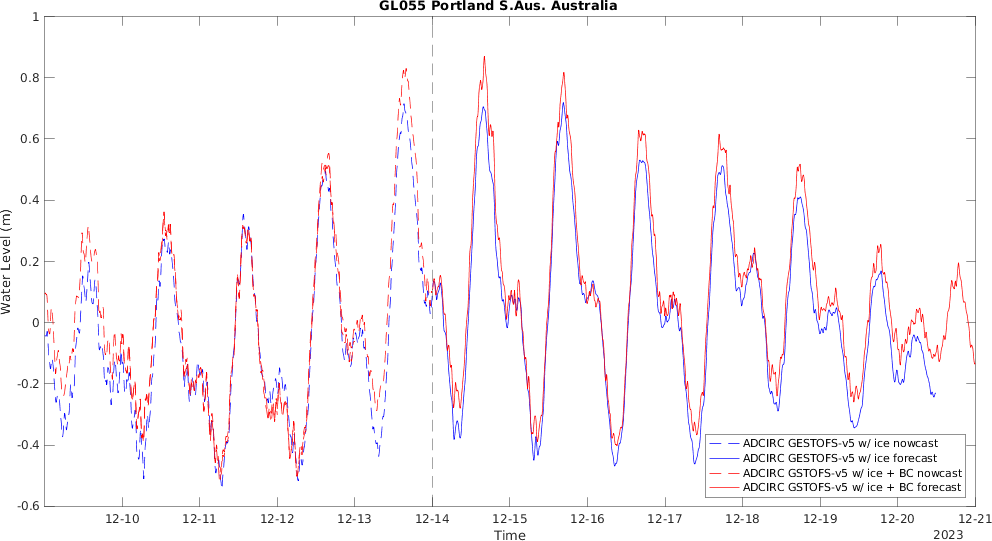 GL055 Portland S.Aus. Australia
1
0.8
0.6
0.4
0.2
0
-0.2
-0.4
-0.6
Water Level (m)
ADCIRC GESTOFS-v5 w/ ice nowcast
ADCIRC GESTOFS-v5 w/ ice forecast
ADCIRC GSTOFS-v5 w/ ice + BC nowcast
ADCIRC GSTOFS-v5 w/ ice + BC forecast
12-10 12-11 12-12 12-13 12-14 12-15 12-16 12-17 12-18 12-19 12-20 12-21
Time
2023